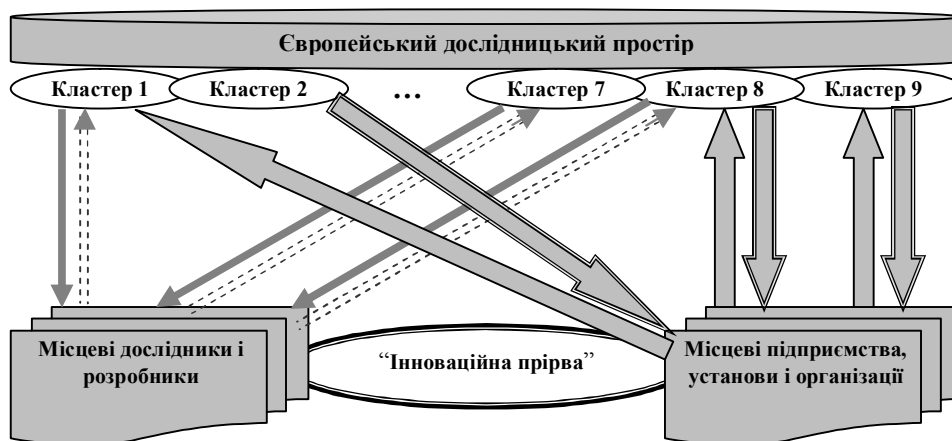 Європейський дослідницький простір
Кластер 1 Кластер 2 … Кластер 7 Кластер 8 Кластер 9
Місцеві дослідники і
розробники
“Інноваційна прірва”
Місцеві підприємства,
установи і організації